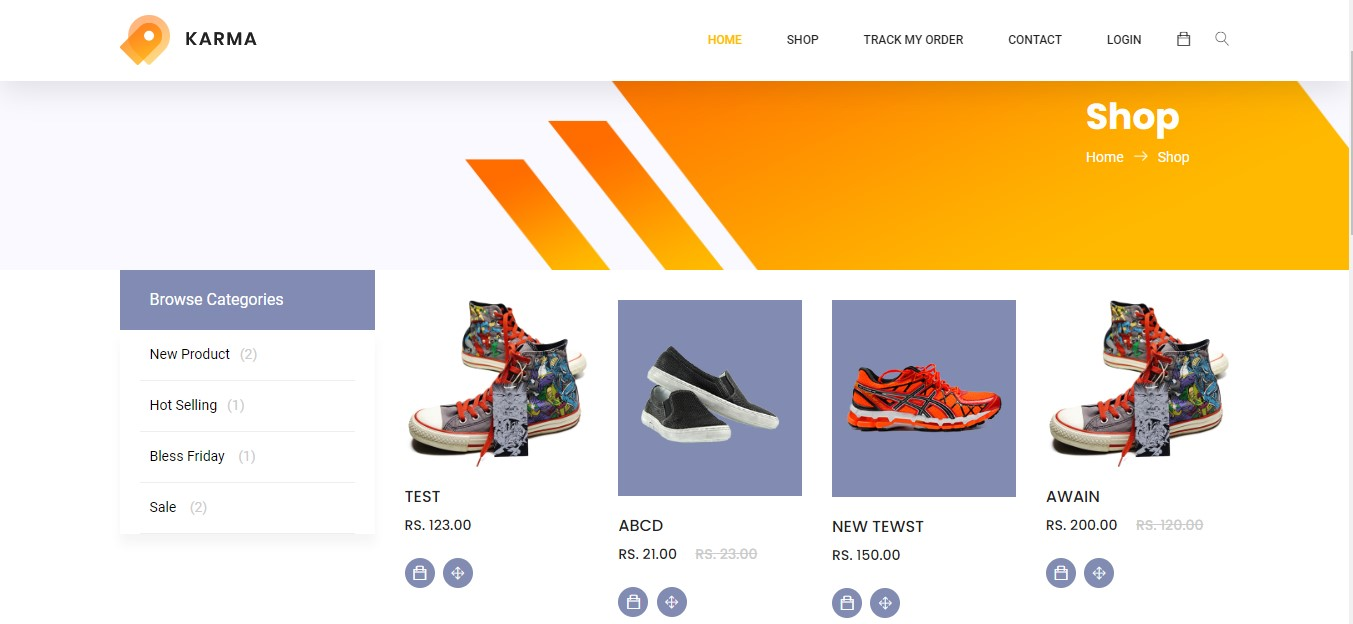 KARMA
HOME SHOP TRACK MY ORDER CONTACT LOGIN
Shop
Home → Shop
Browse Categories
New Product (2)
Hot Selling (1)
Bless Friday (1)
Sale (2)
TEST
RS. 123.00
ABCD
RS. 21.00 RS. 23.00
NEW TEWST
RS. 150.00
AWAIN
RS. 200.00 RS. 120.00